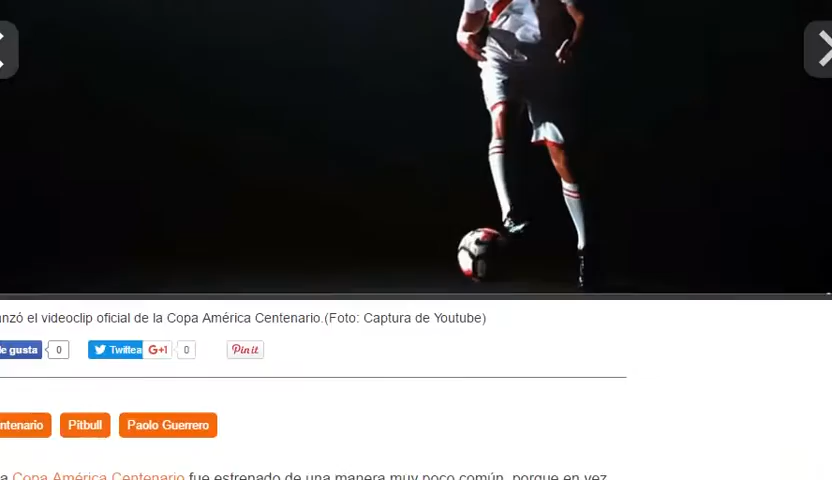 nzó el videoclip oficial de la Copa América Centenario.(Foto: Captura de Youtube)
le gusta 0 Twittea G+1 0 Pin it
ntenario Pitbull Paolo Guerrero
a Copa América Centenario fue estrenado de una manera muy poco común, porque en vez